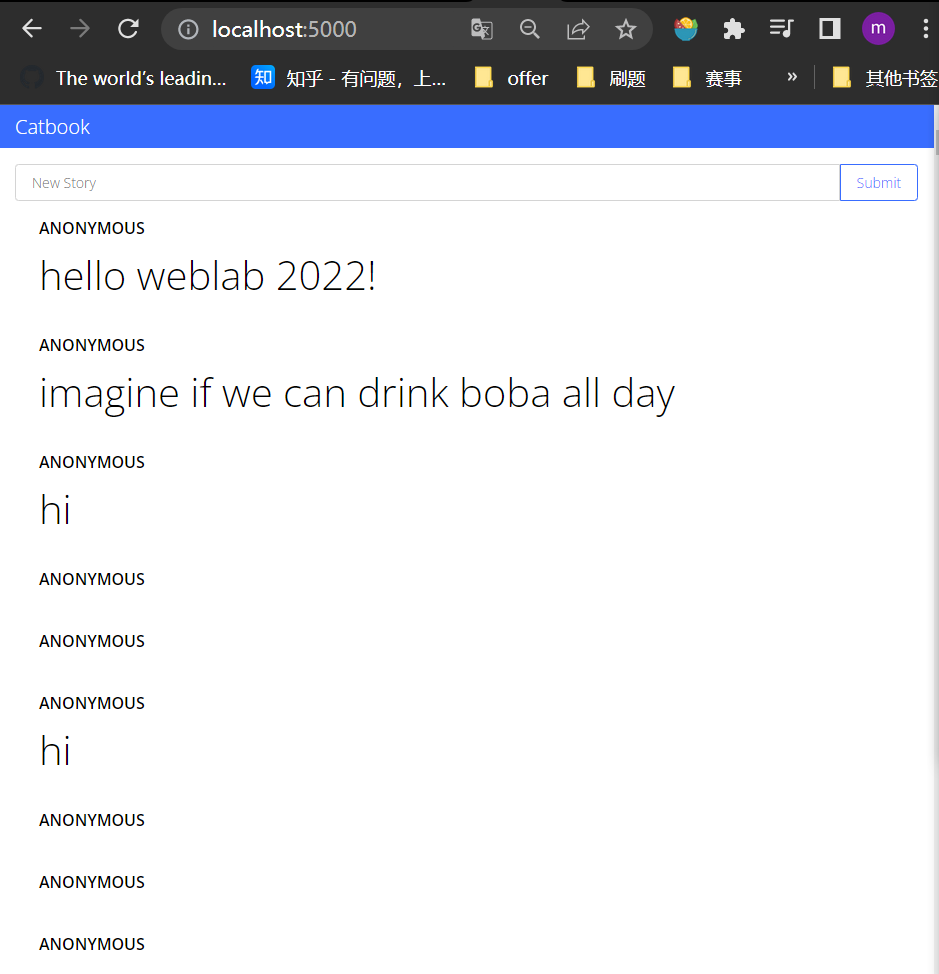 localhost:5000
The world's leadin... 知 知乎 - 有问题，上... offer 刷题 赛事 » 其他书签
m
Catbook
New Story Submit
ANONYMOUS
hello weblab 2022!
ANONYMOUS
imagine if we can drink boba all day
ANONYMOUS
hi
ANONYMOUS
ANONYMOUS
ANONYMOUS
hi
ANONYMOUS
ANONYMOUS
ANONYMOUS